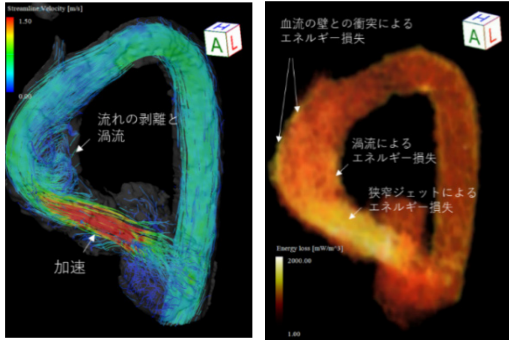 Streamline Velocity [m/s]
1.50
0.00
流れの剥離と
渦流
加速
H
A
L
血流の壁との衝突による
エネルギー損失
渦流による
エネルギー損失
狭窄ジェットによる
エネルギー損失
Energy loss [mW/m^3]
2000.00
1.00
H
A
L